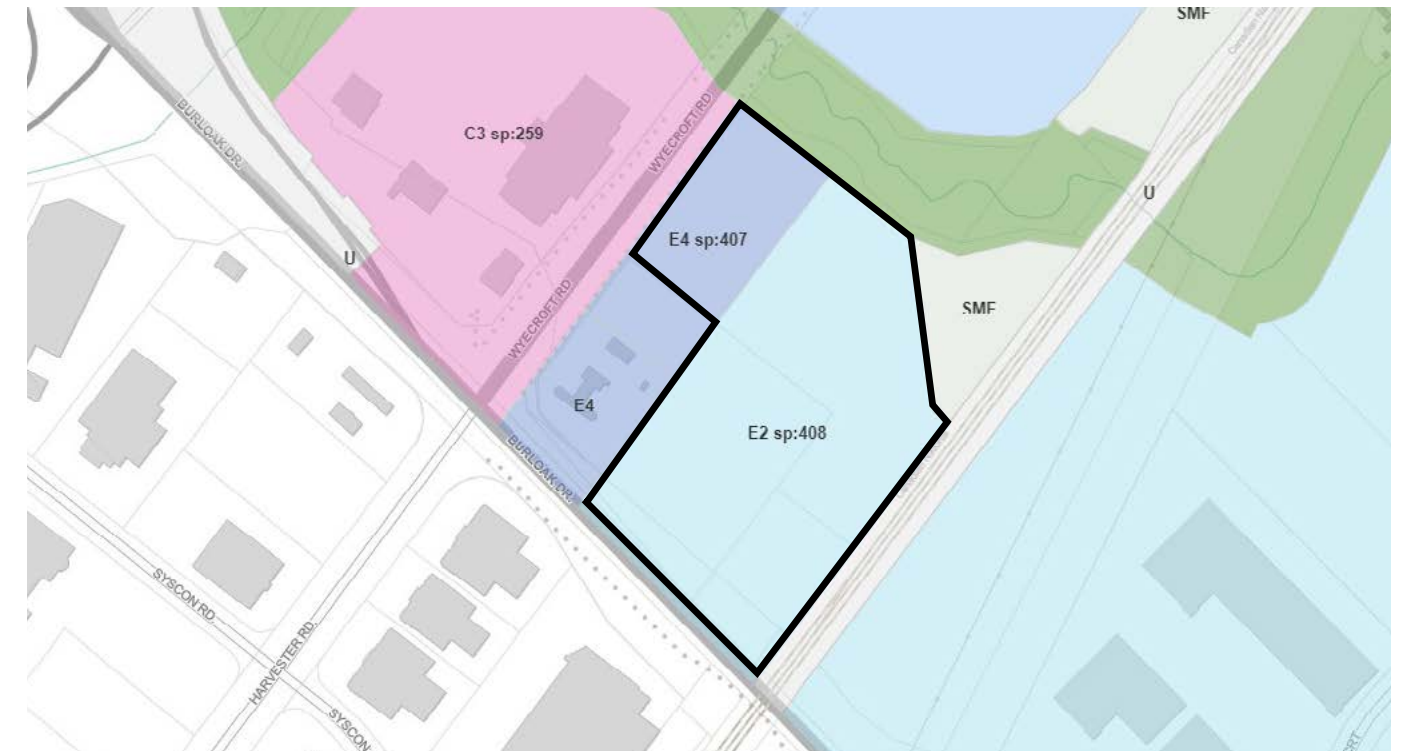 SMF
BURLOAK DR.
C3 sp:259
WYECROFT RD
U
E4 sp:407
U
SMF
WYECROFT RD
E4
E2 sp:408
BURLOAK DR.
SYSCON RD.
HARVESTER RD.
SYSCON